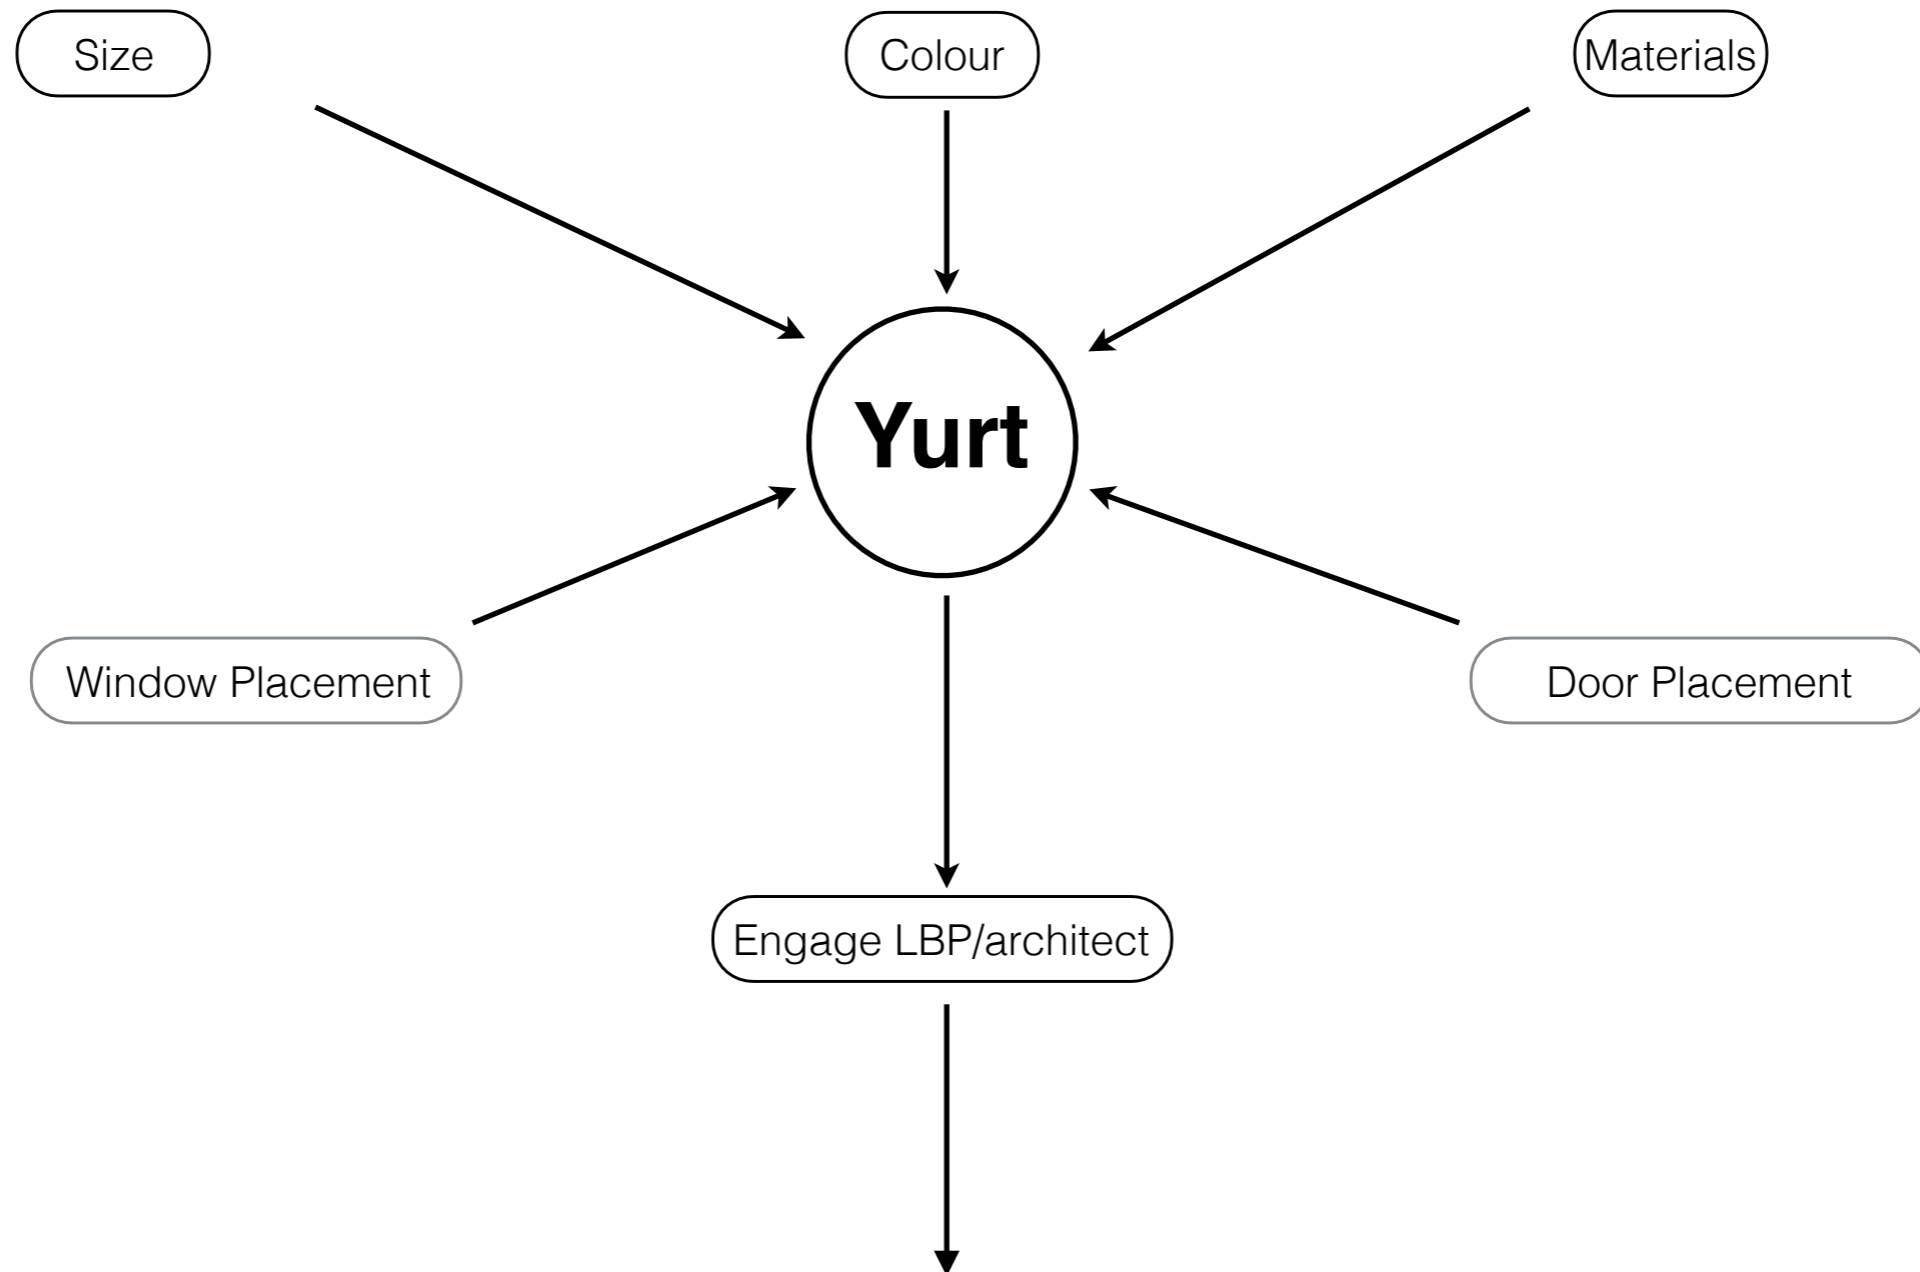 Size
Colour
Materials
Yurt
Window Placement
Door Placement
Engage LBP/architect